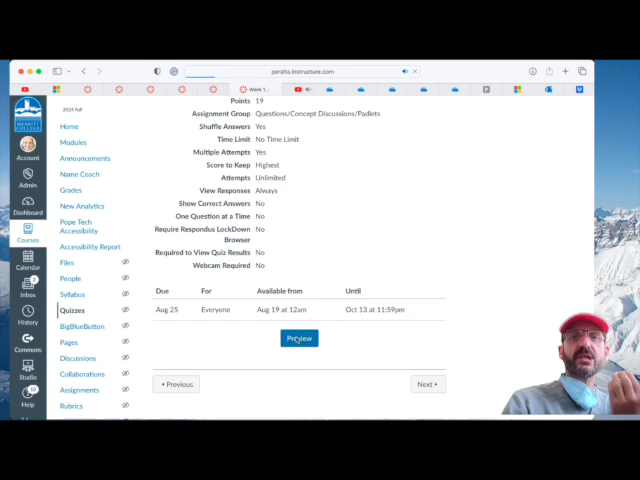 peralta.instructure.com
Week 1...
MERRITT COLLEGE
Account
Admin
Dashboard
Courses
Calendar
2
Inbox
History
Commons
Studio
10
Help
2024 Fall
Home
Modules
Announcements
Name Coach
Grades
New Analytics
Pope Tech
Accessibility
Accessibility Report
Files
People
Syllabus
Quizzes
BigBlueButton
Pages
Discussions
Collaborations
Assignments
Rubrics
Points 19
Assignment Group Questions/Concept Discussions/Padlets
Shuffle Answers Yes
Time Limit No Time Limit
Multiple Attempts Yes
Score to Keep Highest
Attempts Unlimited
View Responses Always
Show Correct Answers No
One Question at a Time No
Require Respondus LockDown No
Browser
Required to View Quiz Results No
Webcam Required No
Due For Available from Until
Aug 25 Everyone Aug 19 at 12am Oct 13 at 11:59pm
Preview
Previous
Next